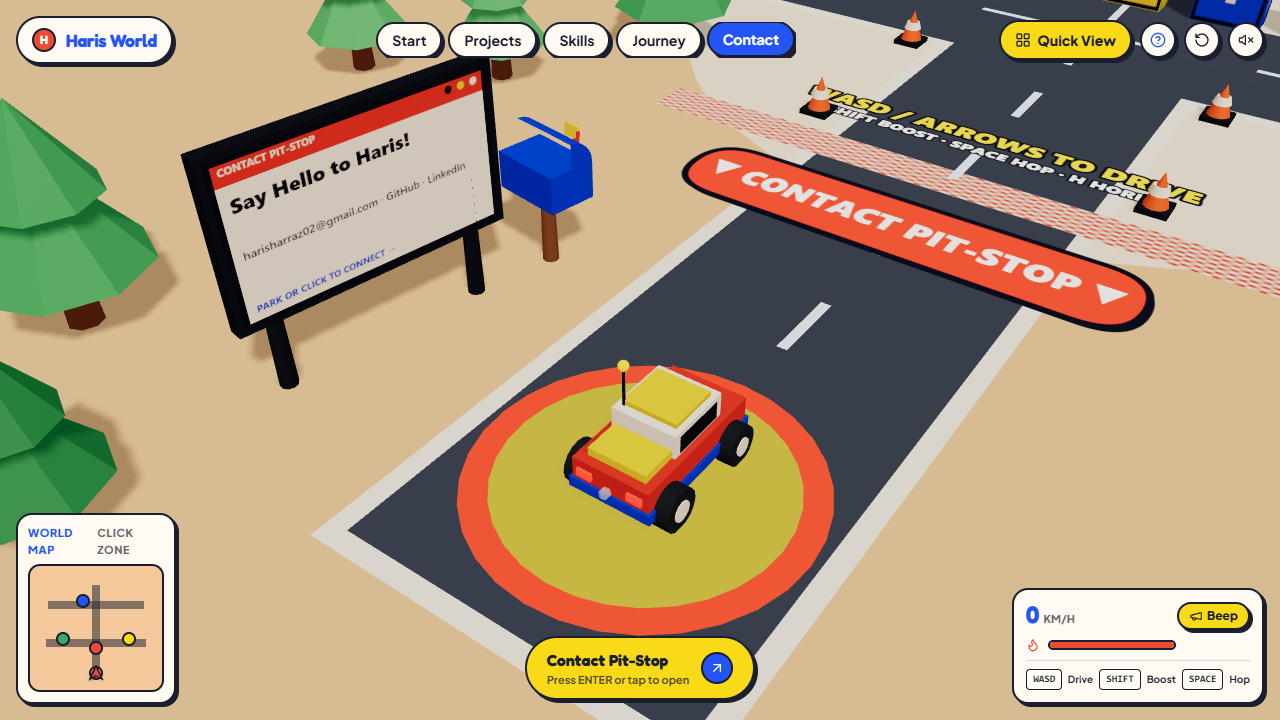 H Haris World
Start
Projects
Skills
Journey
Contact
Quick View
WASD / ARROWS TO DRIVE
SHIFT BOOST · SPACE HOP · H HORN
CONTACT PIT-STOP
CONTACT PIT-STOP
Say Hello to Haris!
harisharraz02@gmail.com · GitHub · LinkedIn
PARK OR CLICK TO CONNECT →
WORLD MAP
CLICK ZONE
Contact Pit-Stop
Press ENTER or tap to open
0 KM/H
Beep
WASD Drive SHIFT Boost SPACE Hop